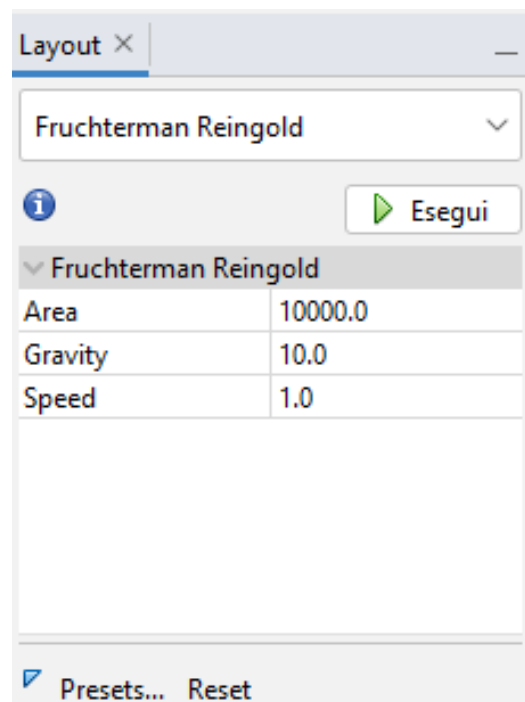 Layout
Fruchterman Reingold
Esegui
Fruchterman Reingold
Area 10000.0
Gravity 10.0
Speed 1.0
Presets... Reset